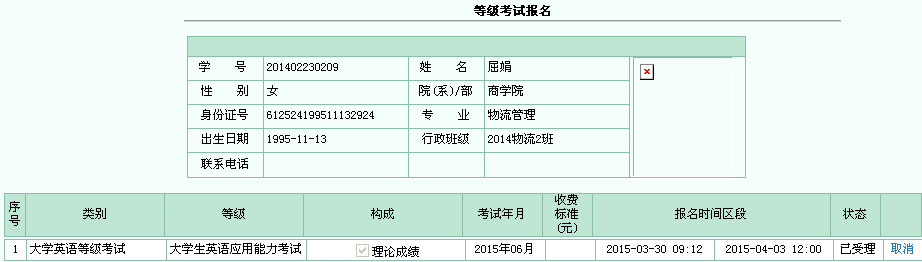 等级考试报名
学 号 201402230209 姓 名 屈娟
性 别 女 院(系)/部 商学院
身份证号 612524199511132924 专 业 物流管理
出生日期 1995-11-13 行政班级 2014物流2班
联系电话
序号 类别 等级 构成 考试年月 收费标准(元) 报名时间区段 状态
1 大学英语等级考试 大学生英语应用能力考试 理论成绩 2015年06月 2015-03-30 09:12 2015-04-03 12:00 已受理 取消